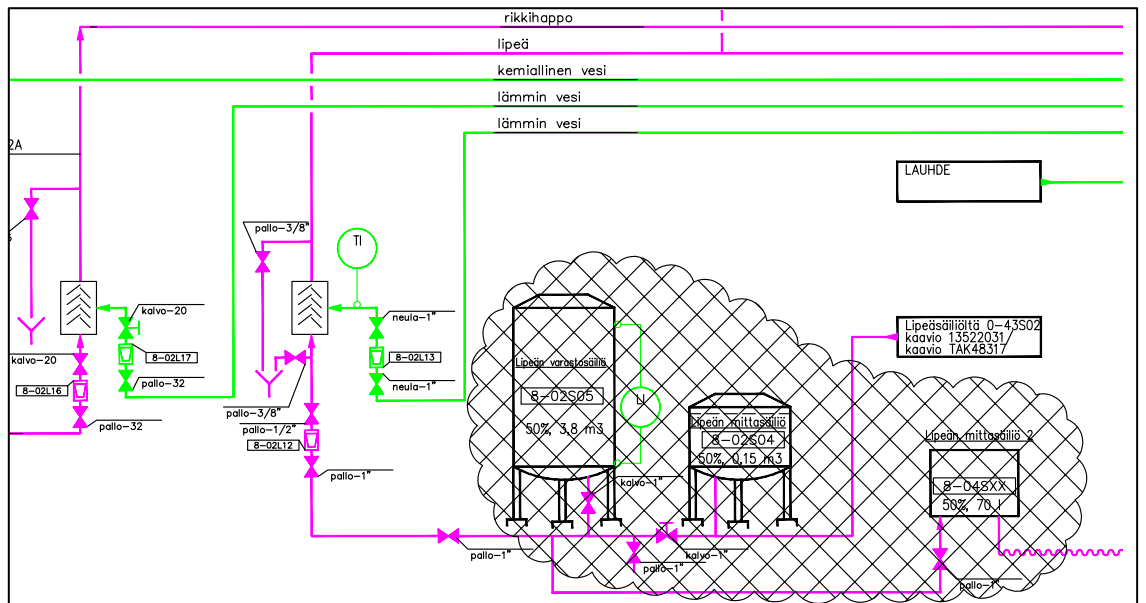 rikkihappo
lipeä
kemiallinen vesi
lämmin vesi
lämmin vesi
2A
LAUHDE
pallo-3/8"
TI
kalvo-20
neula-1"
Lipeäsäiliöltä 0-43S02
kaavio 13522031/
kaavio TAK48317
kalvo-20
8-02L17
8-02L13
Lipeän varastosäiliö
8-02L16
pallo-32
neula-1"
8-02S05
LI
pallo-3/8"
pallo-32
50%, 3,8 m3
Lipeän mittasäiliö
pallo-1/2"
8-02L12
8-02S04
Lipeän mittasäiliö 2
50%, 0,15 m3
pallo-1"
kalvo-1"
8-04SXX
50%, 70 l
pallo-1"
kalvo-1"
pallo-1"
pallo-1"